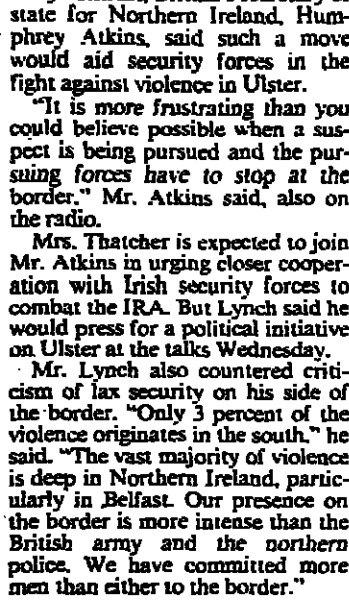 state for Northern Ireland, Hum-
phrey Atkins, said such a move
would aid security forces in the
fight against violence in Ulster.
"It is more frustrating than you
could believe possible when a sus-
pect is being pursued and the pur-
suing forces have to stop at the
border." Mr. Atkins said, also on
the radio.
Mrs. Thatcher is expected to join
Mr. Atkins in urging closer cooper-
ation with Irish security forces to
combat the IRA. But Lynch said he
would press for a political initiative
on Ulster at the talks Wednesday.
Mr. Lynch also countered criti-
cism of lax security on his side of
the border. "Only 3 percent of the
violence originates in the south," he
said. "The vast majority of violence
is deep in Northern Ireland, partic-
ularly in Belfast. Our presence on
the border is more intense than the
British army and the northern
police. We have committed more
men than either to the border."